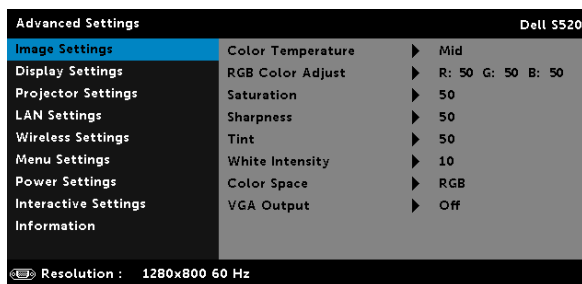 Advanced Settings Dell S520
Image Settings Color Temperature Mid
Display Settings RGB Color Adjust R: 50 G: 50 B: 50
Projector Settings Saturation 50
LAN Settings Sharpness 50
Wireless Settings Tint 50
Menu Settings White Intensity 10
Power Settings Color Space RGB
Interactive Settings VGA Output Off
Information
Resolution : 1280x800 60 Hz